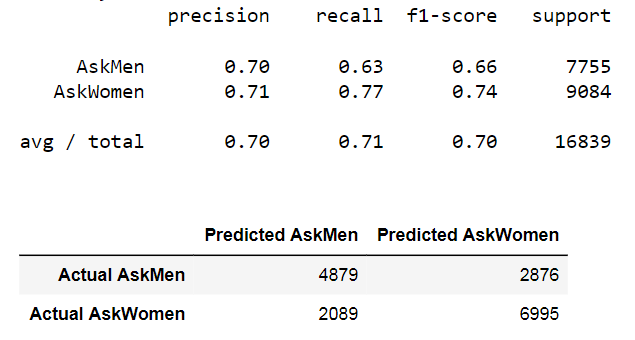 precision recall f1-score support
AskMen 0.70 0.63 0.66 7755
AskWomen 0.71 0.77 0.74 9084
avg / total 0.70 0.71 0.70 16839
Predicted AskMen Predicted AskWomen
Actual AskMen 4879 2876
Actual AskWomen 2089 6995